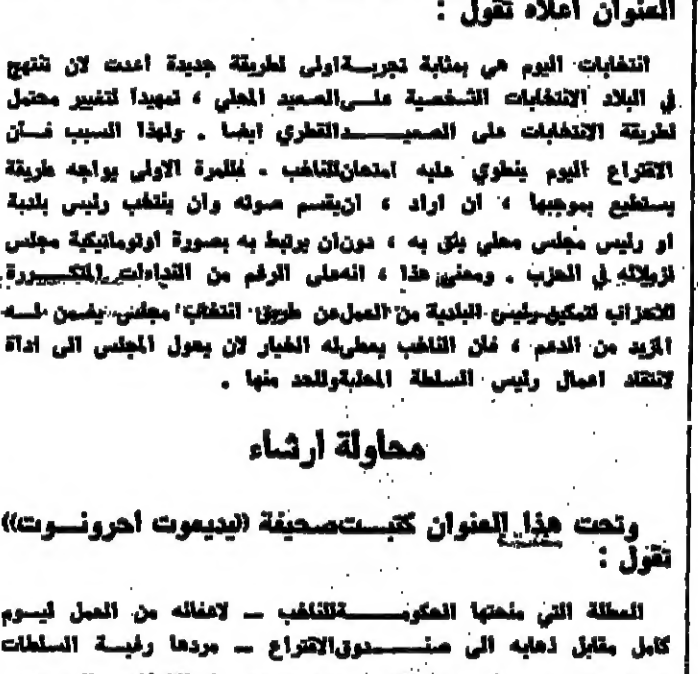 العنوان اعلاه تقول :
انتخابات اليوم هي بمثابة تجربة اولى لطريقة جديدة اعدت لان تنتهج
في البلاد الانتخابات الشخصية على الصعيد المحلي ، تمهيدا لتغيير محتمل
لطريقة الانتخابات على الصعيد القطري ايضا . ولهذا السبب فان
الاقتراع اليوم ينطوي عليه امتحان للناخب . فللمرة الاولى يواجه طريقة
يستطيع بموجبها ، ان اراد ، ان يقسم صوته وان ينتخب رئيس بلدية
او رئيس مجلس محلي يثق به ، دون ان يرتبط به بصورة اوتوماتيكية مجلس
لزملائه في الحزب . ومعنى هذا ، انه على الرغم من النداءات المتكررة
للاحزاب لتمكين رئيس البلدية من العمل عن طريق انتخاب مجلس يضمن له
المزيد من الدعم ، فان الناخب يعطى له الخيار لان يحول المجلس الى اداة
لانتقاد اعمال رئيس السلطة المحلية وللحد منها .
محاولة ارشاء
وتحت هذا العنوان كتبت صحيفة «يديعوت احرونوت»
تقول :
العطلة التي منحتها الحكومة للناخب – لاعفائه من العمل ليوم
كامل مقابل ذهابه الى صندوق الاقتراع – مردها رغبة السلطات